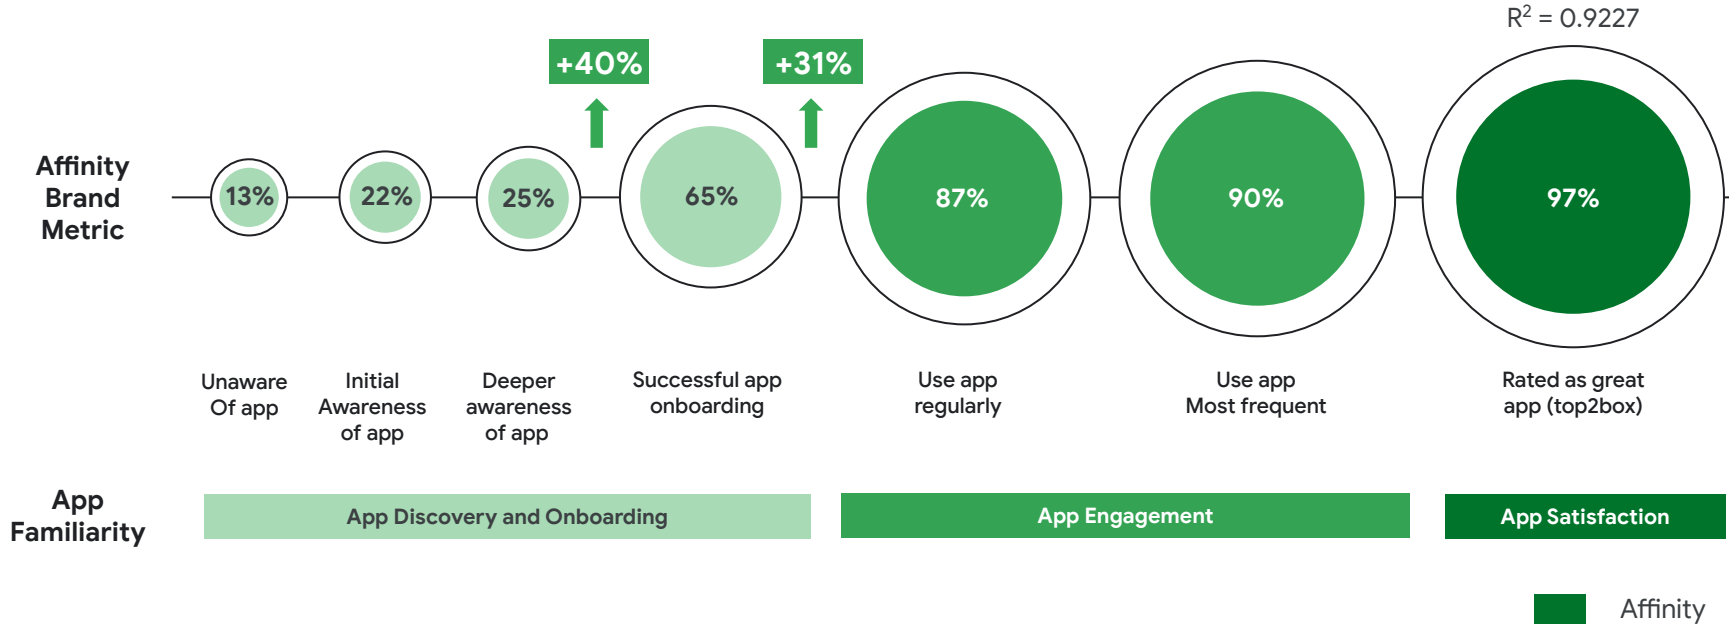 R² = 0.9227
+40%
+31%
Affinity
Brand
Metric
13%
22%
25%
65%
87%
90%
97%
Unaware
Of app
Initial
Awareness
of app
Deeper
awareness
of app
Successful app
onboarding
Use app
regularly
Use app
Most frequent
Rated as great
app (top2box)
App
Familiarity
App Discovery and Onboarding
App Engagement
App Satisfaction
Affinity